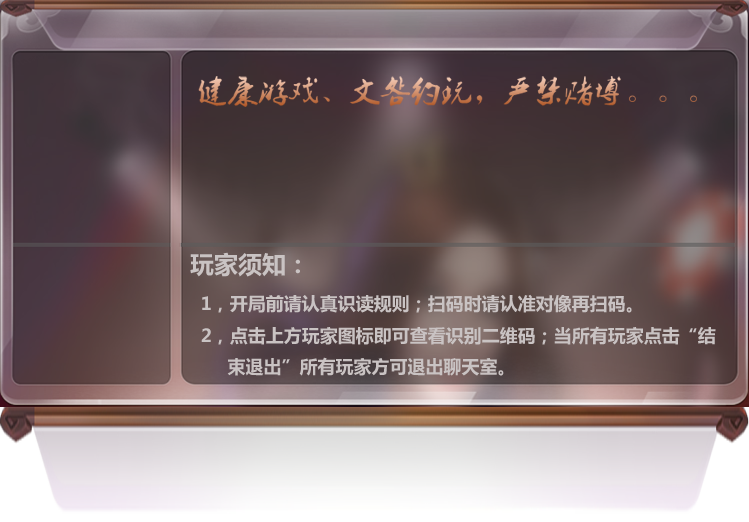 健康游戏、文咎约玩，严禁赌博。。。
玩家须知：
1，开局前请认真识读规则；扫码时请认准对像再扫码。
2，点击上方玩家图标即可查看识别二维码；当所有玩家点击“结
束退出”所有玩家方可退出聊天室。